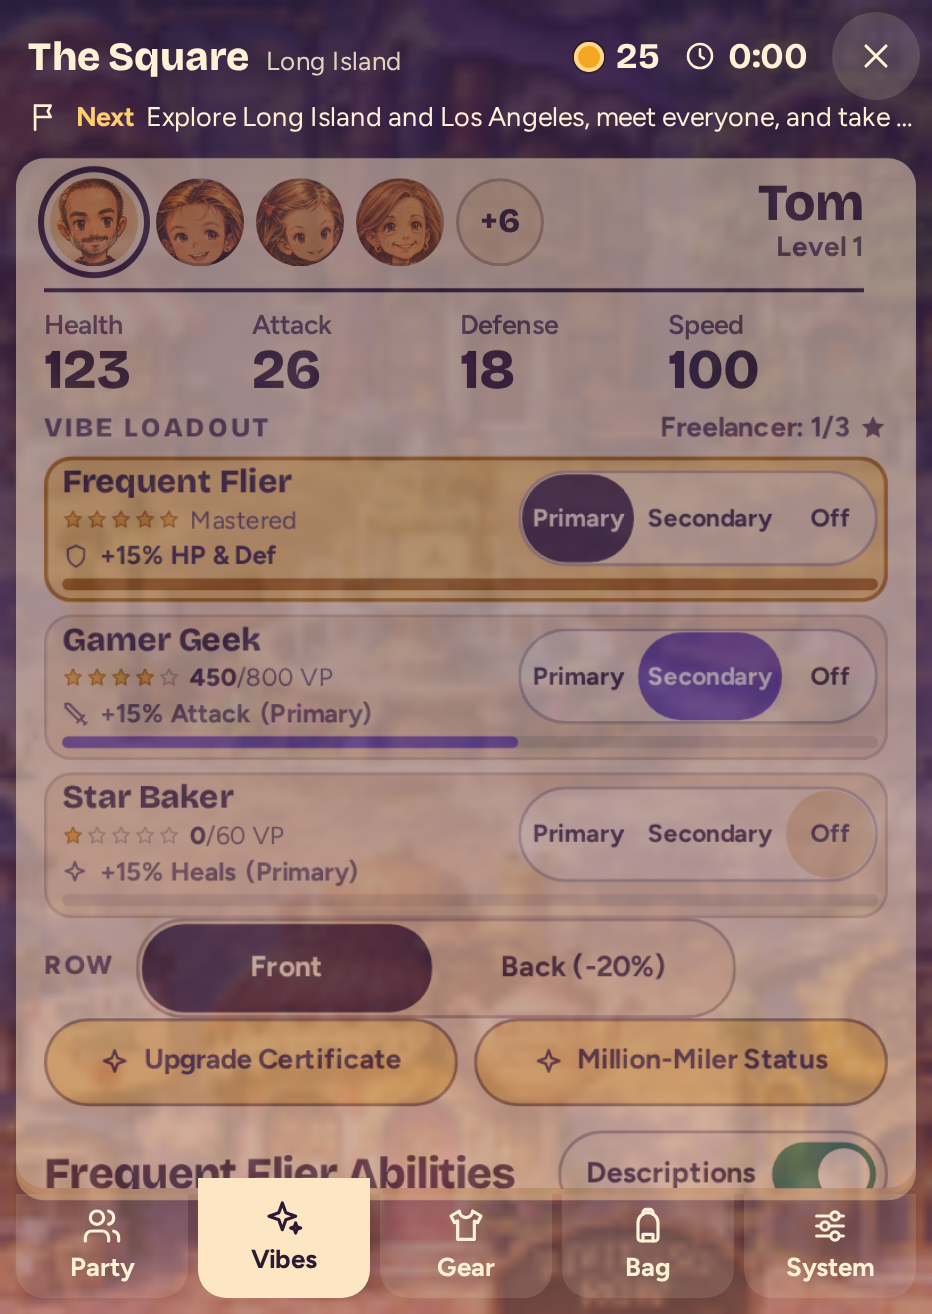 The Square Long Island 25 0:00
Next Explore Long Island and Los Angeles, meet everyone, and take ...
+6
Tom
Level 1
Health Attack Defense Speed
123 26 18 100
VIBE LOADOUT Freelancer: 1/3
Frequent Flier
Mastered
+15% HP & Def
Primary Secondary Off
Gamer Geek
450/800 VP
+15% Attack (Primary)
Primary Secondary Off
Star Baker
0/60 VP
+15% Heals (Primary)
Primary Secondary Off
ROW Front Back (-20%)
Upgrade Certificate Million-Miler Status
Frequent Flier Abilities Descriptions
Party Vibes Gear Bag System